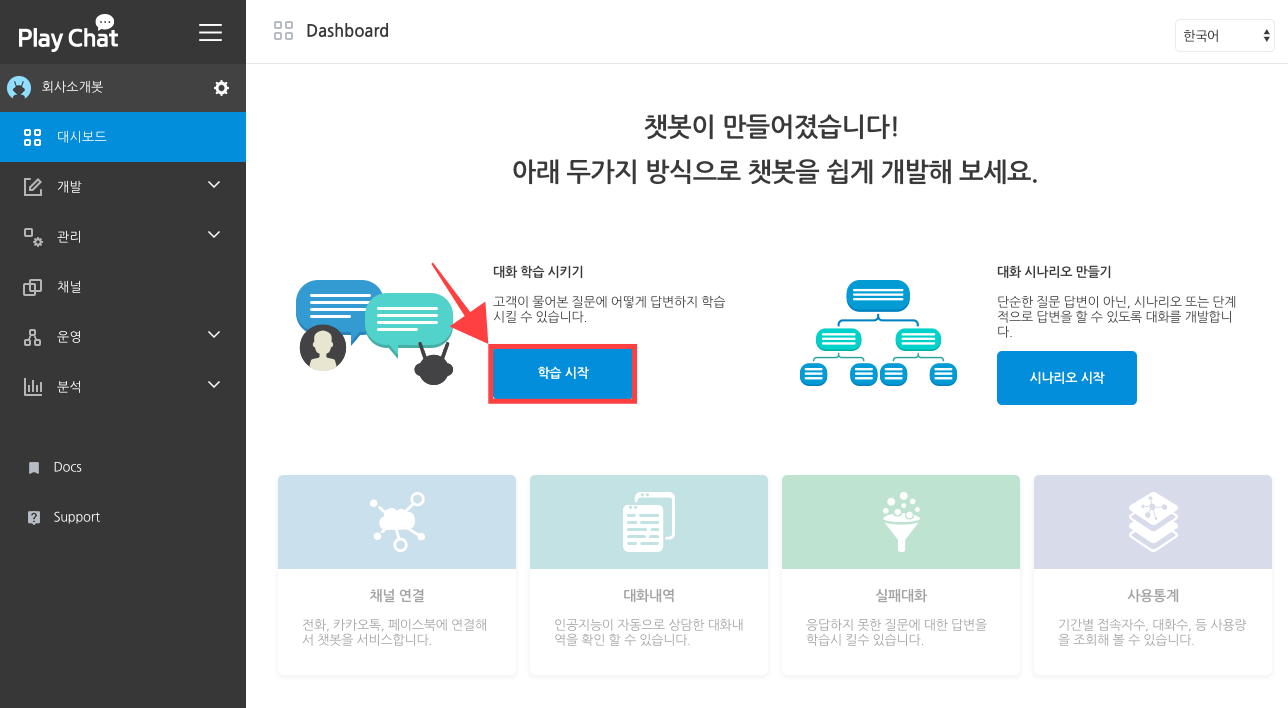 Play Chat
Dashboard
한국어
회사소개봇
대시보드
개발
관리
채널
운영
분석
Docs
Support
챗봇이 만들어졌습니다!
아래 두가지 방식으로 챗봇을 쉽게 개발해 보세요.
대화 학습 시키기
고객이 물어본 질문에 어떻게 답변하지 학습
시킬 수 있습니다.
학습 시작
대화 시나리오 만들기
단순한 질문 답변이 아닌, 시나리오 또는 단계
적으로 답변을 할 수 있도록 대화를 개발합니
다.
시나리오 시작
채널 연결
전화, 카카오톡, 페이스북에 연결해
서 챗봇을 서비스합니다.
대화내역
인공지능이 자동으로 상담한 대화내
역을 확인 할 수 있습니다.
실패대화
응답하지 못한 질문에 대한 답변을
학습시 킬수 있습니다.
사용통계
기간별 접속자수, 대화수, 등 사용량
을 조회해 볼 수 있습니다.